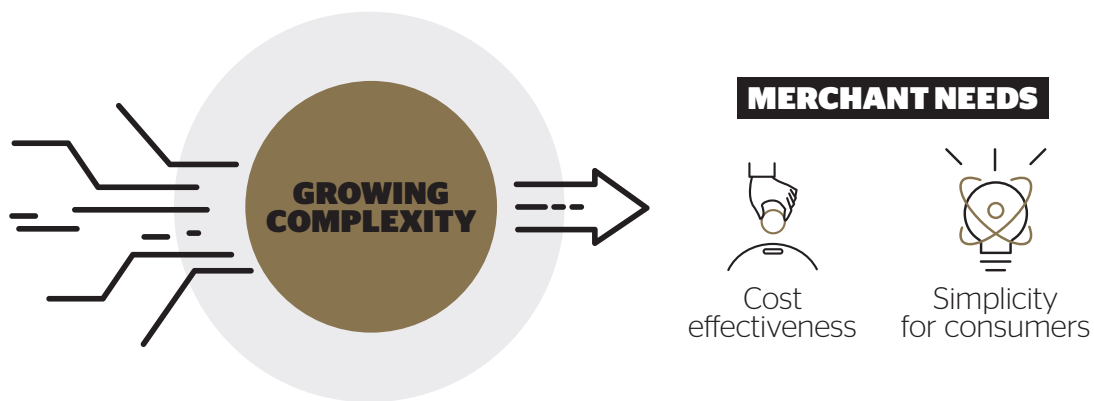 GROWING
COMPLEXITY
MERCHANT NEEDS
Cost
effectiveness
Simplicity
for consumers